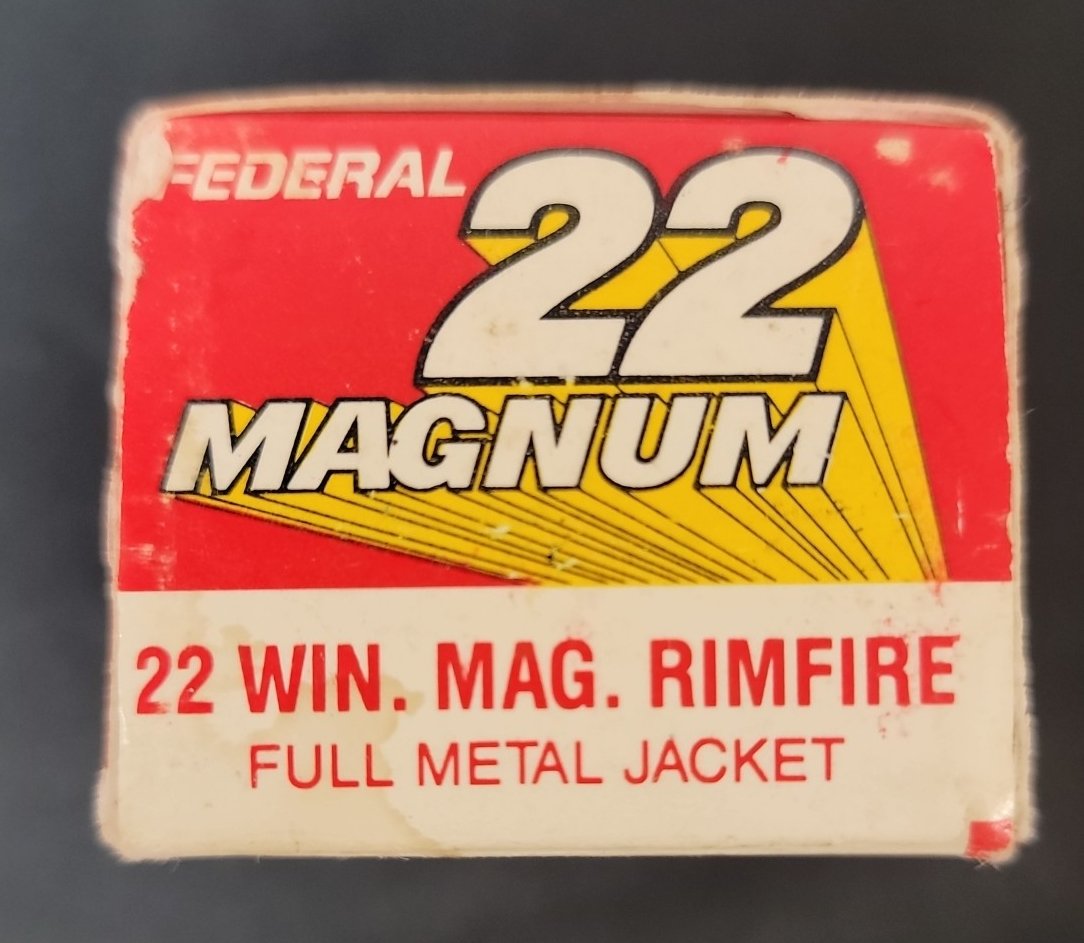 FEDERAL
22
MAGNUM
22 WIN. MAG. RIMFIRE
FULL METAL JACKET